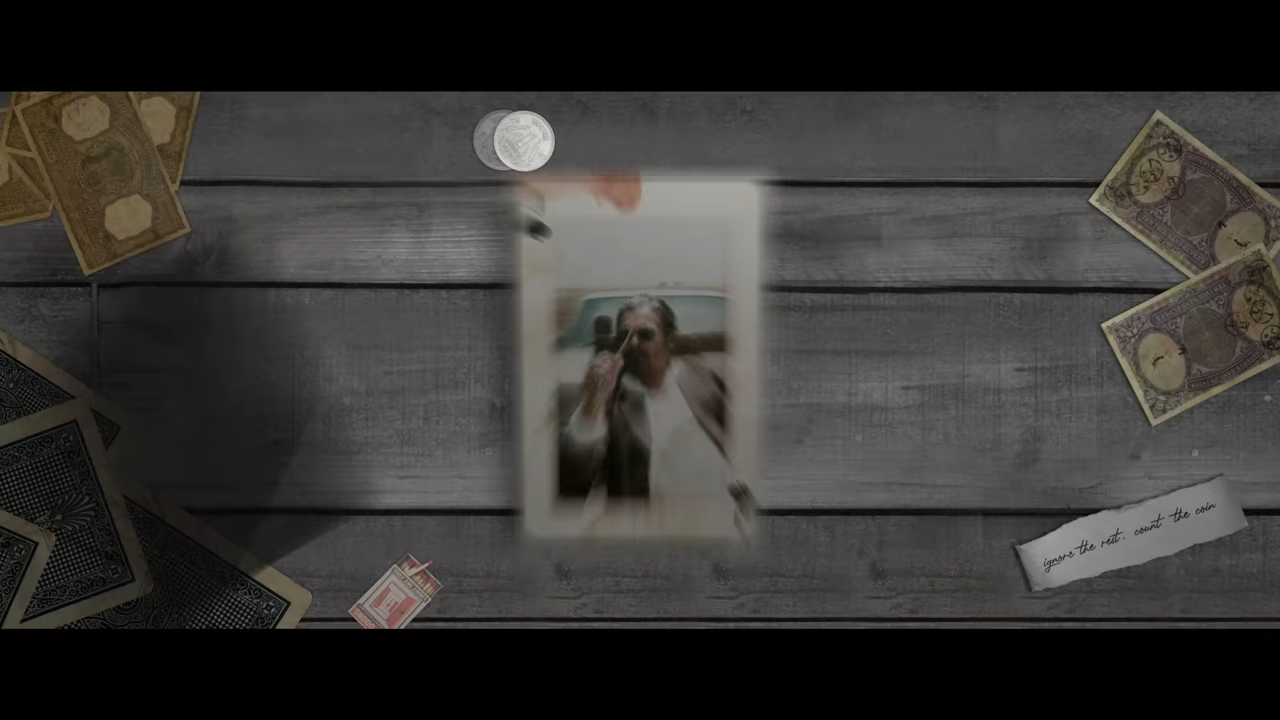 ignore the rest, count the coin